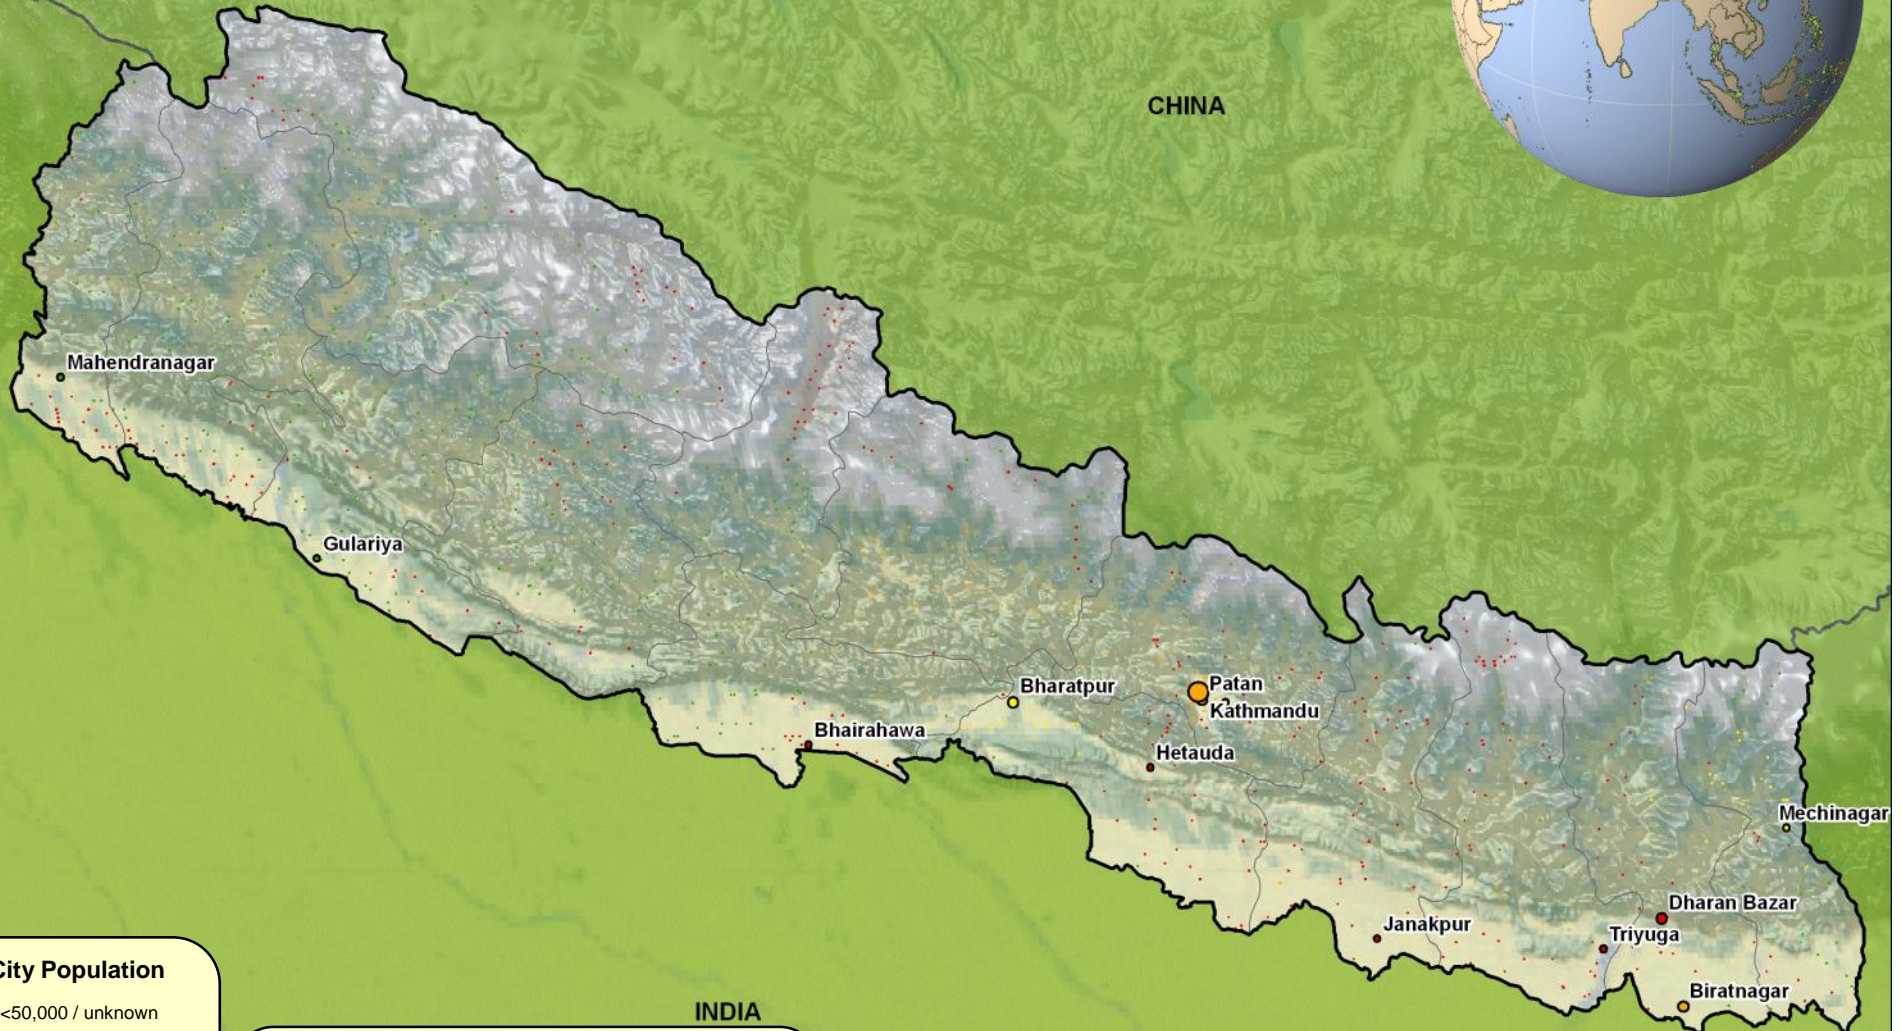 CHINA
Mahendranagar
Gulariya
Patan
Bharatpur
Kathmandu
Bhairahawa
Hetauda
Mechinagar
Dharan Bazar
Janakpur
Triyuga
City Population
Biratnagar
<50,000 / unknown
INDIA